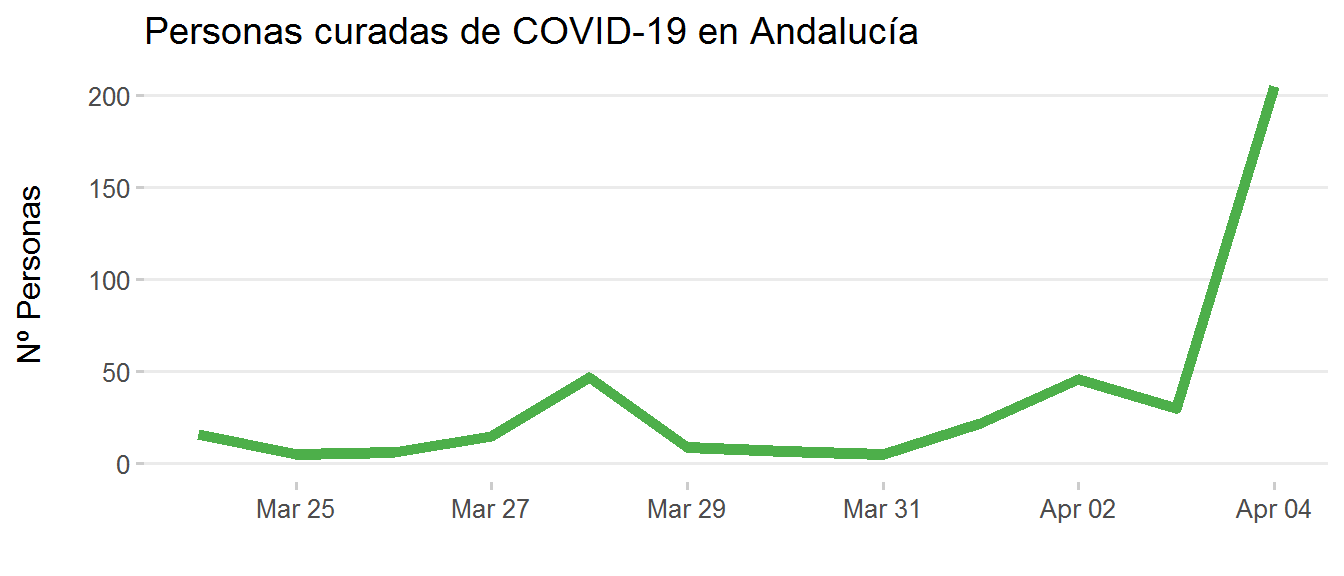 Personas curadas de COVID-19 en Andalucía
Nº Personas
200
150
100
50
0
Mar 25
Mar 27
Mar 29
Mar 31
Apr 02
Apr 04